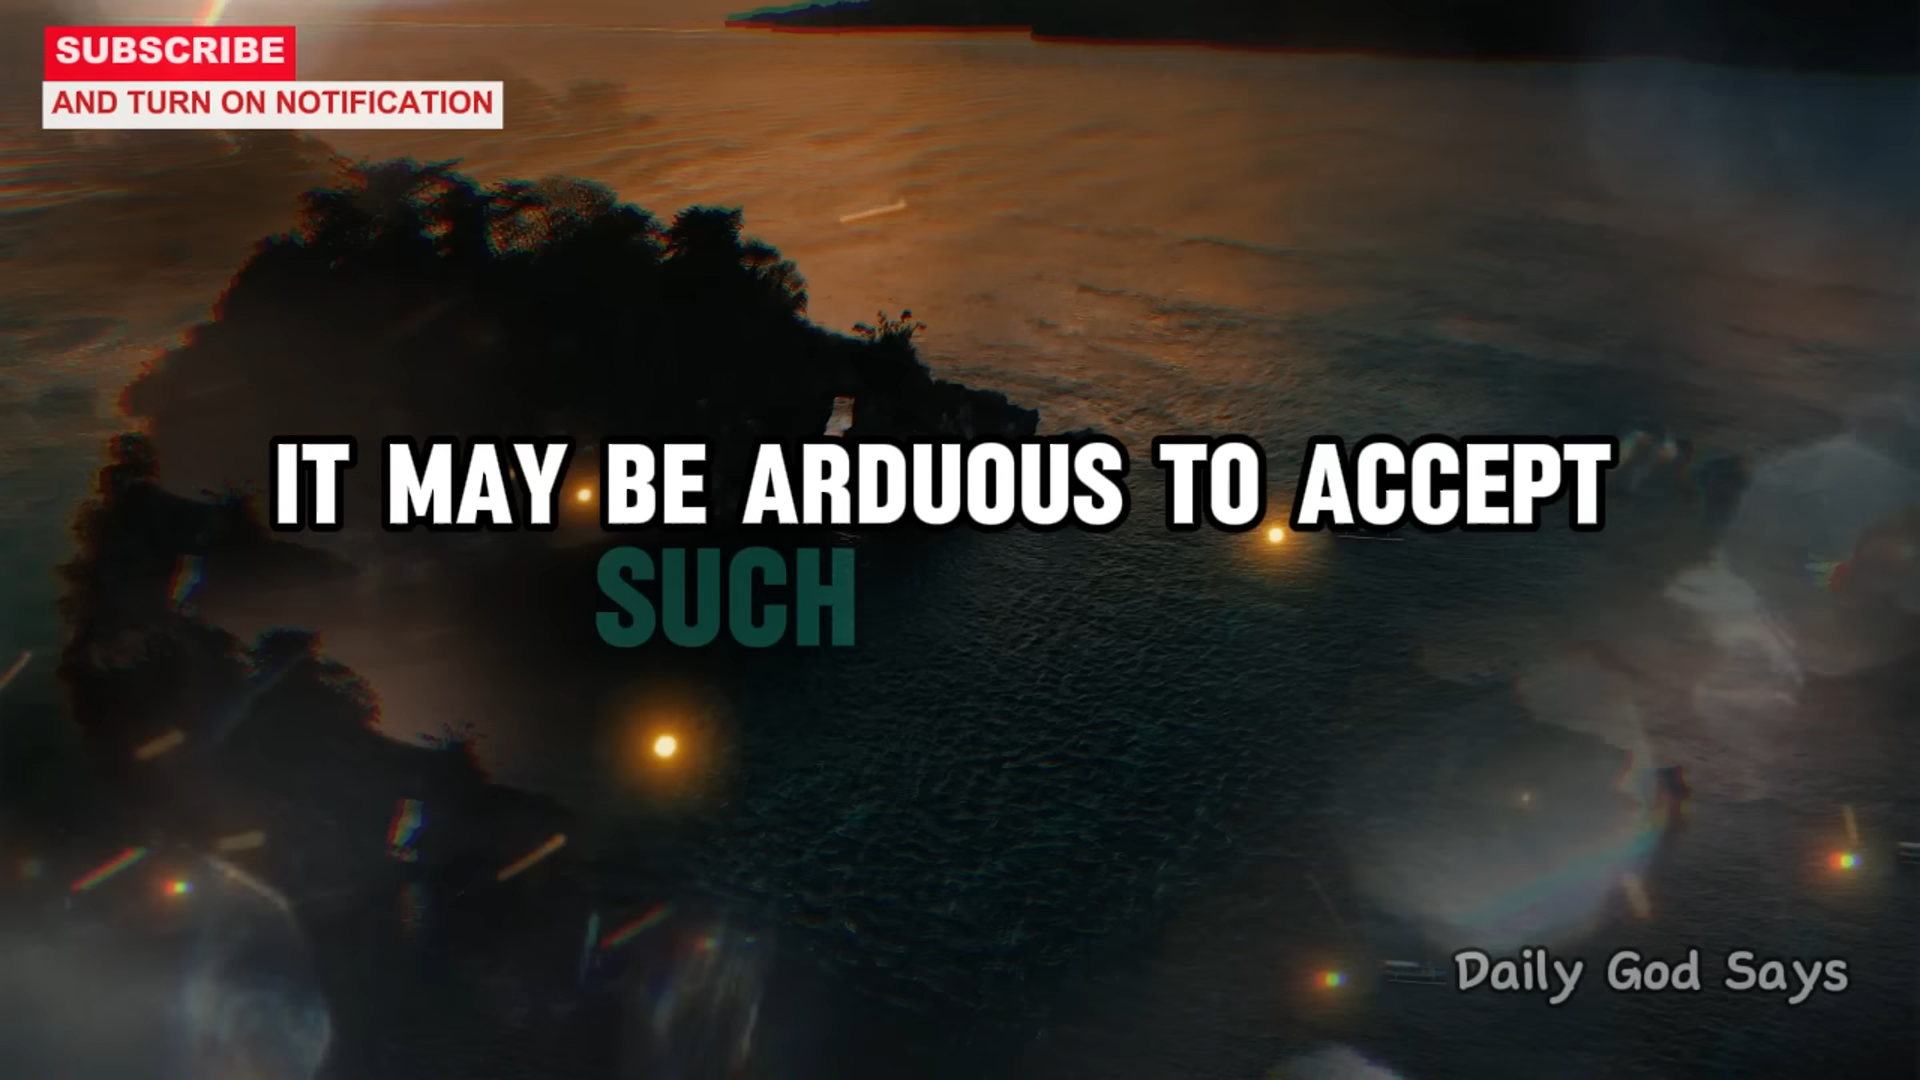 SUBSCRIBE
AND TURN ON NOTIFICATION
IT MAY BE ARDUOUS TO ACCEPT
SUCH
Daily God Says